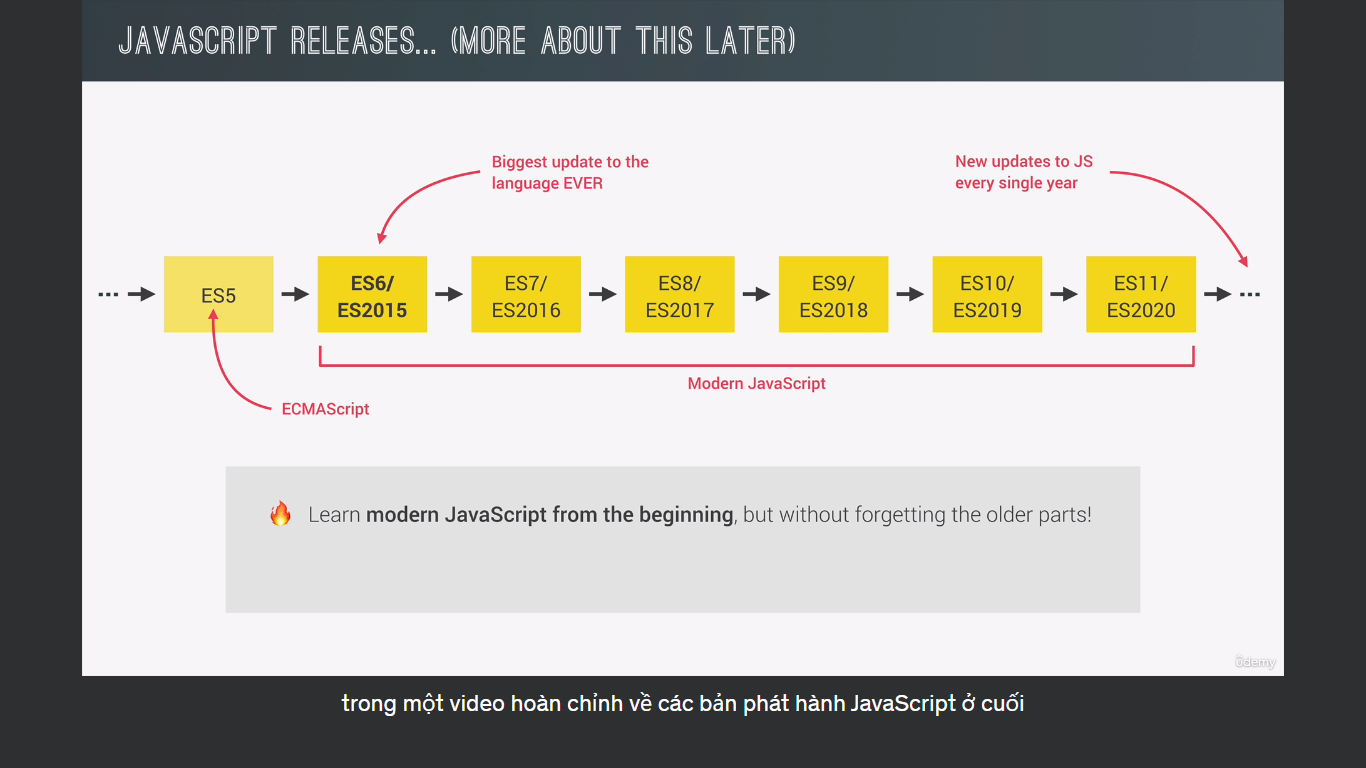 JAVASCRIPT RELEASES... (MORE ABOUT THIS LATER)
Biggest update to the
language EVER
New updates to JS
every single year
...
ES5
ES6/
ES2015
ES7/
ES2016
ES8/
ES2017
ES9/
ES2018
ES10/
ES2019
ES11/
ES2020
...
Modern JavaScript
ECMAScript
🔥 Learn modern JavaScript from the beginning, but without forgetting the older parts!
ûdemy
trong một video hoàn chỉnh về các bản phát hành JavaScript ở cuối